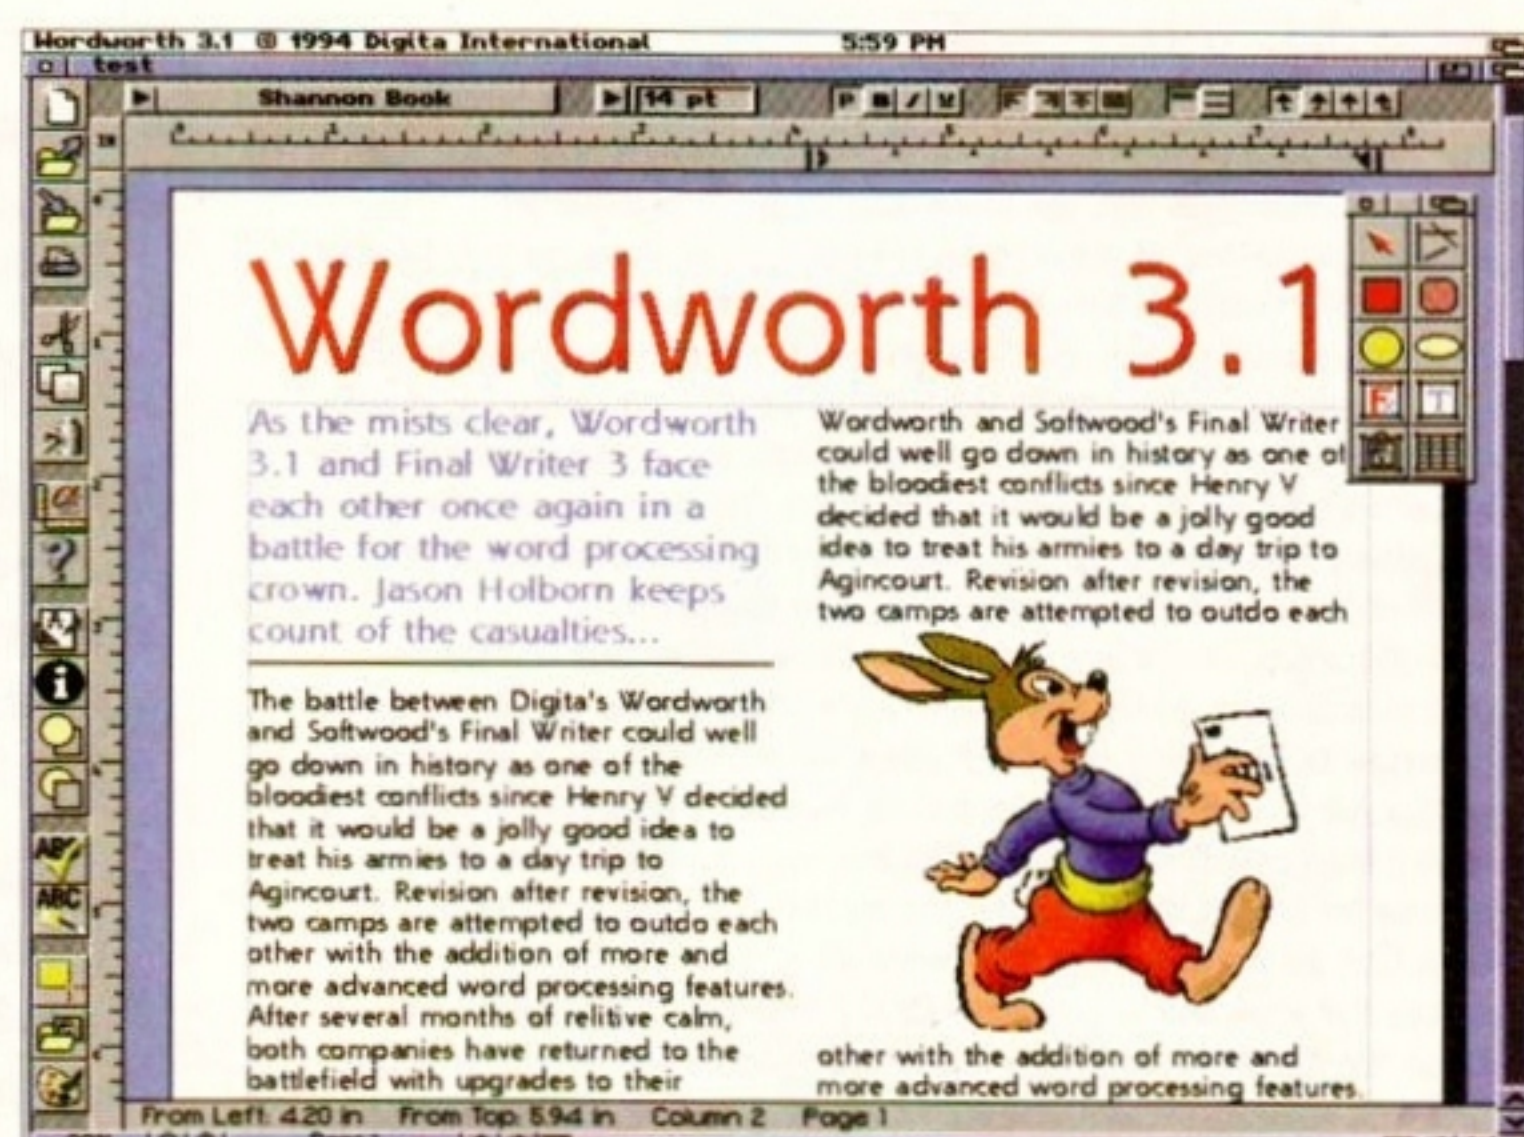 Wordworth 3.1 © 1994 Digita International
5:59 PM
test
Shannon Book
14 pt
P B I U
Wordworth 3.1
As the mists clear, Wordworth
3.1 and Final Writer 3 face
each other once again in a
battle for the word processing
crown. Jason Holborn keeps
count of the casualties...
The battle between Digita's Wordworth
and Softwood's Final Writer could well
go down in history as one of the
bloodiest conflicts since Henry V decided
that it would be a jolly good idea to
treat his armies to a day trip to
Agincourt. Revision after revision, the
two camps are attempted to outdo each
other with the addition of more and
more advanced word processing features.
After several months of relitive calm,
both companies have returned to the
battlefield with upgrades to their
Wordworth and Softwood's Final Writer
could well go down in history as one of
the bloodiest conflicts since Henry V
decided that it would be a jolly good
idea to treat his armies to a day trip to
Agincourt. Revision after revision, the
two camps are attempted to outdo each
other with the addition of more and
more advanced word processing features.
F
T
ABC
ABC
From Left: 4.20 in From Top: 5.94 in Column 2 Page 1